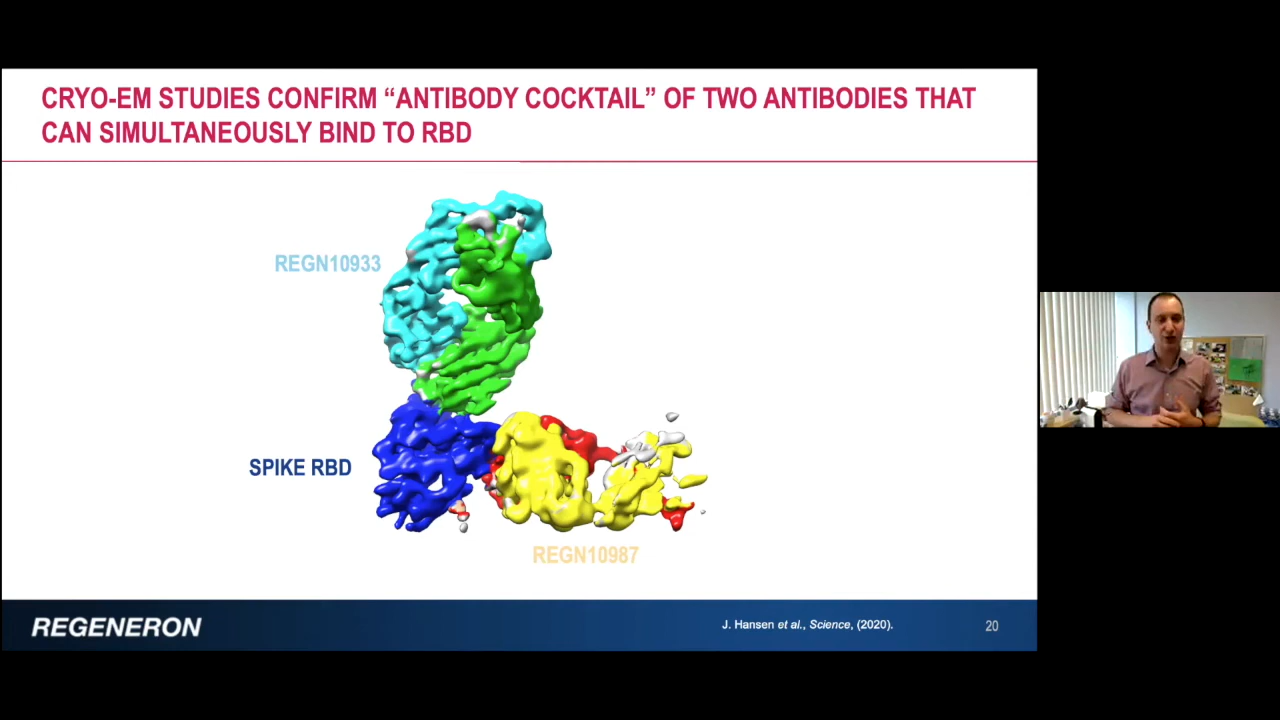 CRYO-EM STUDIES CONFIRM “ANTIBODY COCKTAIL” OF TWO ANTIBODIES THAT
CAN SIMULTANEOUSLY BIND TO RBD
REGN10933
SPIKE RBD
REGN10987
REGENERON
J. Hansen et al., Science, (2020).
20